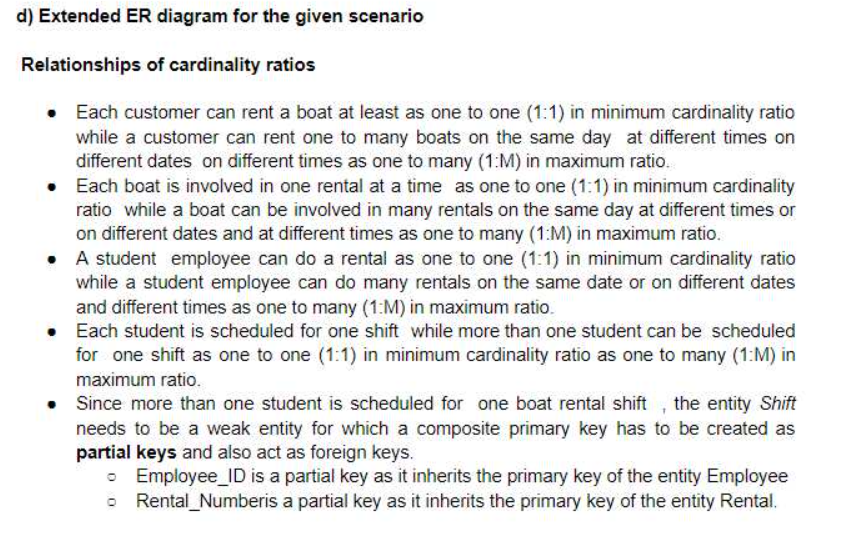 d) Extended ER diagram for the given scenario
Relationships of cardinality ratios
• Each customer can rent a boat at least as one to one (1:1) in minimum cardinality ratio
while a customer can rent one to many boats on the same day at different times on
different dates on different times as one to many (1:M) in maximum ratio.
• Each boat is involved in one rental at a time as one to one (1:1) in minimum cardinality
ratio while a boat can be involved in many rentals on the same day at different times or
on different dates and at different times as one to many (1:M) in maximum ratio.
• A student employee can do a rental as one to one (1:1) in minimum cardinality ratio
while a student employee can do many rentals on the same date or on different dates
and different times as one to many (1:M) in maximum ratio.
• Each student is scheduled for one shift while more than one student can be scheduled
for one shift as one to one (1:1) in minimum cardinality ratio as one to many (1:M) in
maximum ratio.
• Since more than one student is scheduled for one boat rental shift , the entity Shift
needs to be a weak entity for which a composite primary key has to be created as
partial keys and also act as foreign keys.
○ Employee_ID is a partial key as it inherits the primary key of the entity Employee
○ Rental_Numberis a partial key as it inherits the primary key of the entity Rental.